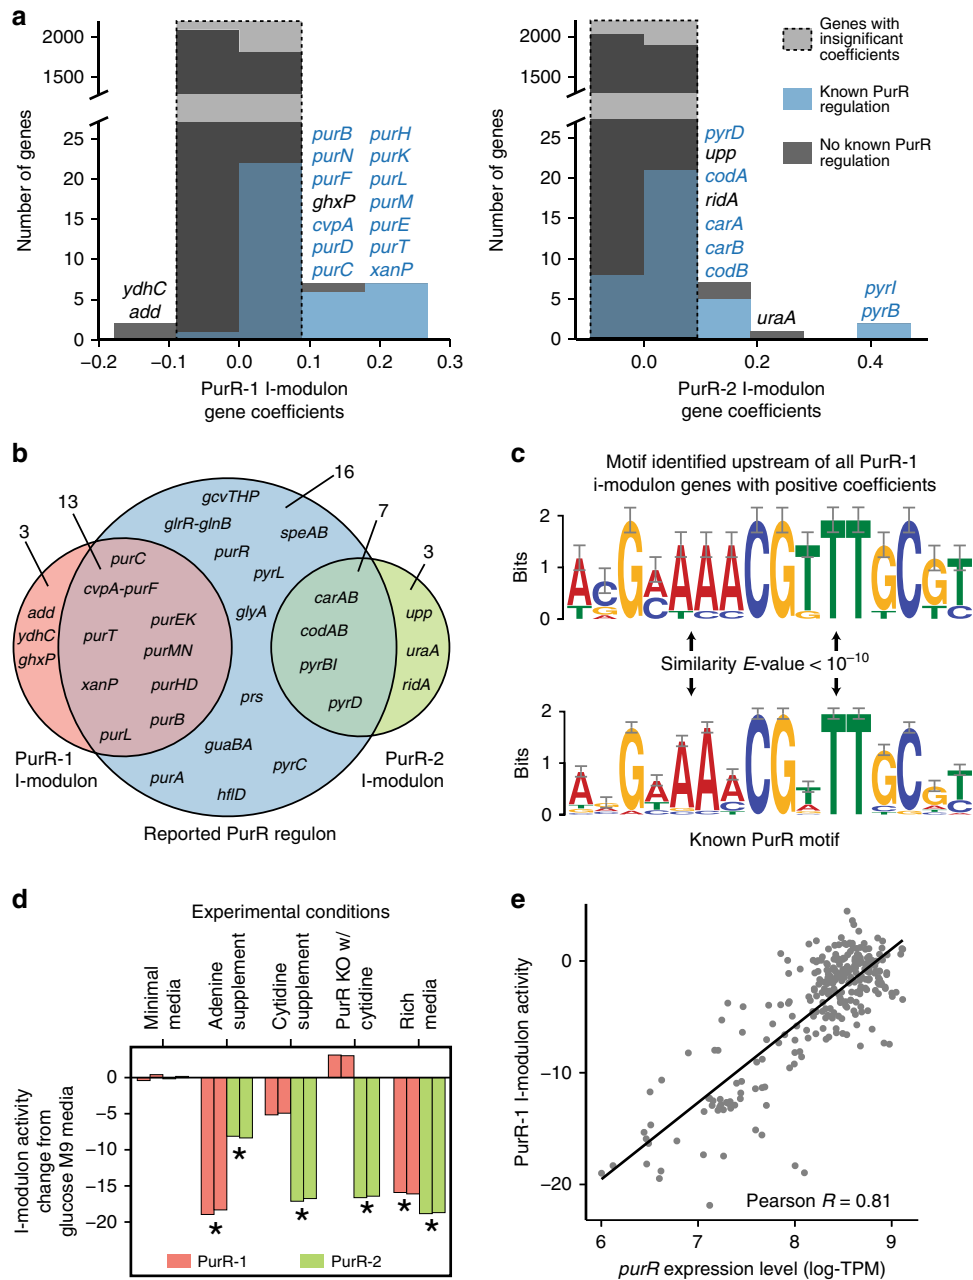 a
Number of genes
2000
1500
25
20
15
10
5
0
ydhC
add
purB purH
purN purK
purF purL
ghxP purM
cvpA purE
purD purT
purC xanP
−0.2 −0.1 0.0 0.1 0.2 0.3
PurR-1 I-modulon
gene coefficients
Number of genes
2000
1500
25
20
15
10
5
0
pyrD
upp
codA
ridA
carA
carB
codB
uraA
pyrI
pyrB
0.0 0.2 0.4
PurR-2 I-modulon
gene coefficients
Genes with
insignificant
coefficients
Known PurR
regulation
No known PurR
regulation
b
3
13
16
7
3
add
ydhC
ghxP
purC
cvpA-purF
purEK
purT
purMN
xanP
purHD
purB
purL
gcvTHP
glrR-glnB
speAB
purR
pyrL
glyA
prs
guaBA
pyrC
purA
hflD
carAB
codAB
pyrBI
pyrD
upp
uraA
ridA
PurR-1
I-modulon
PurR-2
I-modulon
Reported PurR regulon
c
Motif identified upstream of all PurR-1
i-modulon genes with positive coefficients
Bits
2
1
0
Similarity E-value < 10⁻¹⁰
Bits
2
1
0
Known PurR motif
d
Experimental conditions
Minimal
media
Adenine
supplement
Cytidine
supplement
PurR KO w/
cytidine
Rich
media
I-modulon activity
change from
glucose M9 media
0
−5
−10
−15
−20
* * * * * *
PurR-1
PurR-2
e
PurR-1 I-modulon activity
0
−10
−20
Pearson R = 0.81
6 7 8 9
purR expression level (log-TPM)